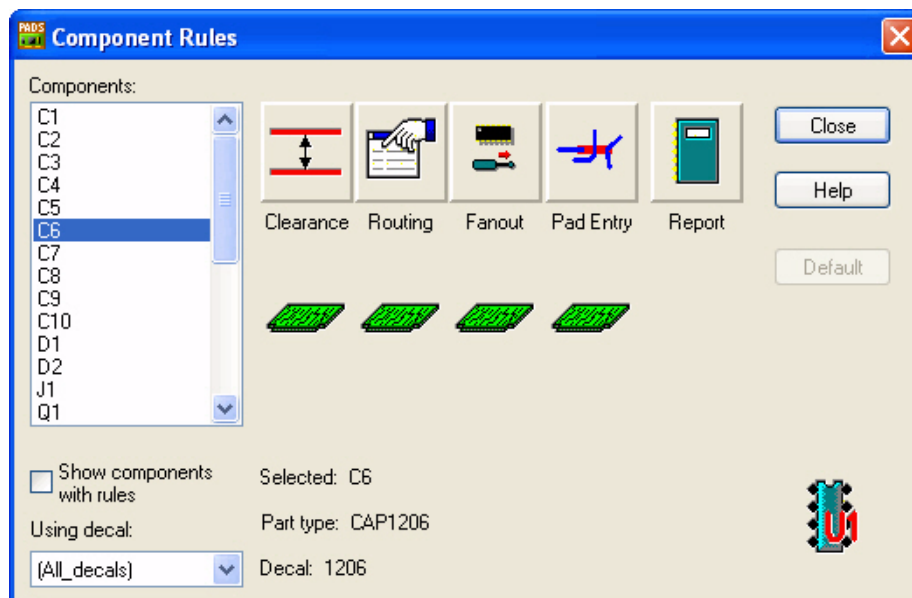 PADS
Component Rules
Components:
C1
C2
C3
C4
C5
C6
C7
C8
C9
C10
D1
D2
J1
Q1
Clearance
Routing
Fanout
Pad Entry
Report
Close
Help
Default
Show components
with rules
Using decal:
(All_decals)
Selected: C6
Part type: CAP1206
Decal: 1206
U1